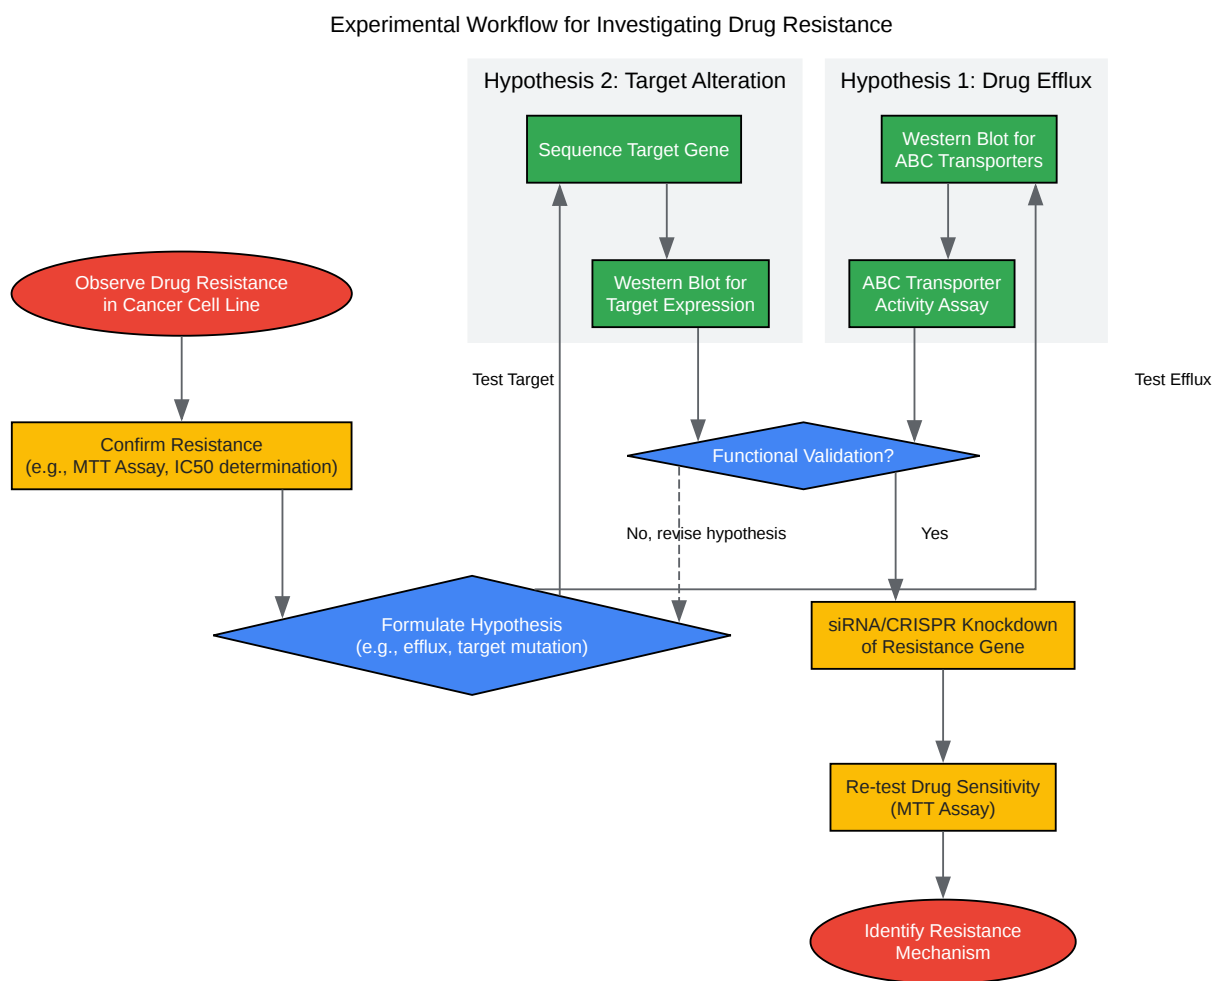 Experimental Workflow for Investigating Drug Resistance
Hypothesis 2: Target Alteration
Hypothesis 1: Drug Efflux
Sequence Target Gene
Western Blot for
ABC Transporters
Observe Drug Resistance
in Cancer Cell Line
Western Blot for
Target Expression
ABC Transporter
Activity Assay
Test Target
Test Efflux
Confirm Resistance
(e.g., MTT Assay, IC50 determination)
Functional Validation?
No, revise hypothesis
Yes
Formulate Hypothesis
(e.g., efflux, target mutation)
siRNA/CRISPR Knockdown
of Resistance Gene
Re-test Drug Sensitivity
(MTT Assay)
Identify Resistance
Mechanism